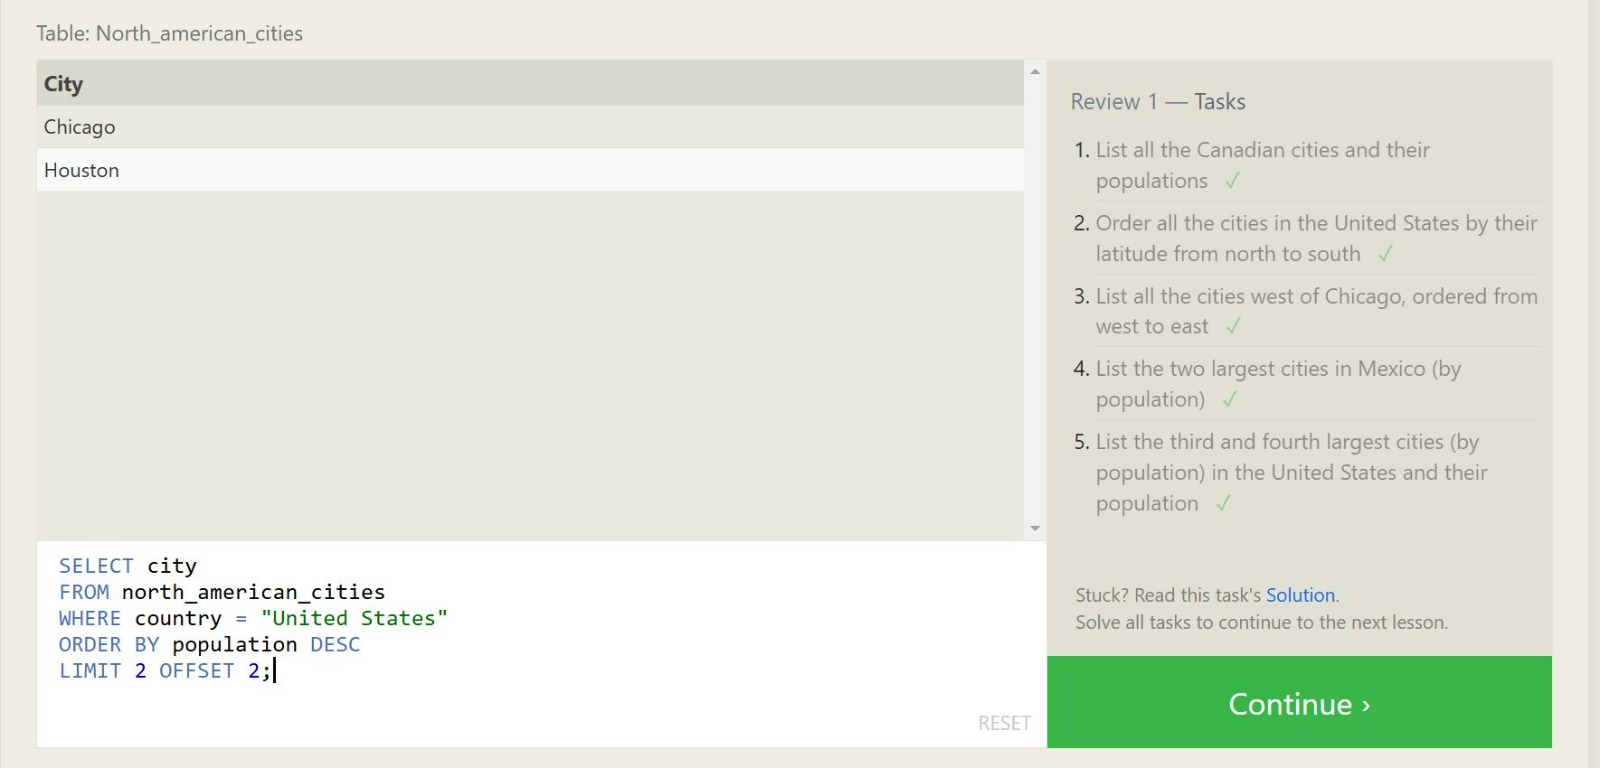 Table: North_american_cities
City
Chicago
Houston
SELECT city
FROM north_american_cities
WHERE country = "United States"
ORDER BY population DESC
LIMIT 2 OFFSET 2;
RESET
Review 1 — Tasks
1. List all the Canadian cities and their
populations ✓
2. Order all the cities in the United States by their
latitude from north to south ✓
3. List all the cities west of Chicago, ordered from
west to east ✓
4. List the two largest cities in Mexico (by
population) ✓
5. List the third and fourth largest cities (by
population) in the United States and their
population ✓
Stuck? Read this task's Solution.
Solve all tasks to continue to the next lesson.
Continue ›